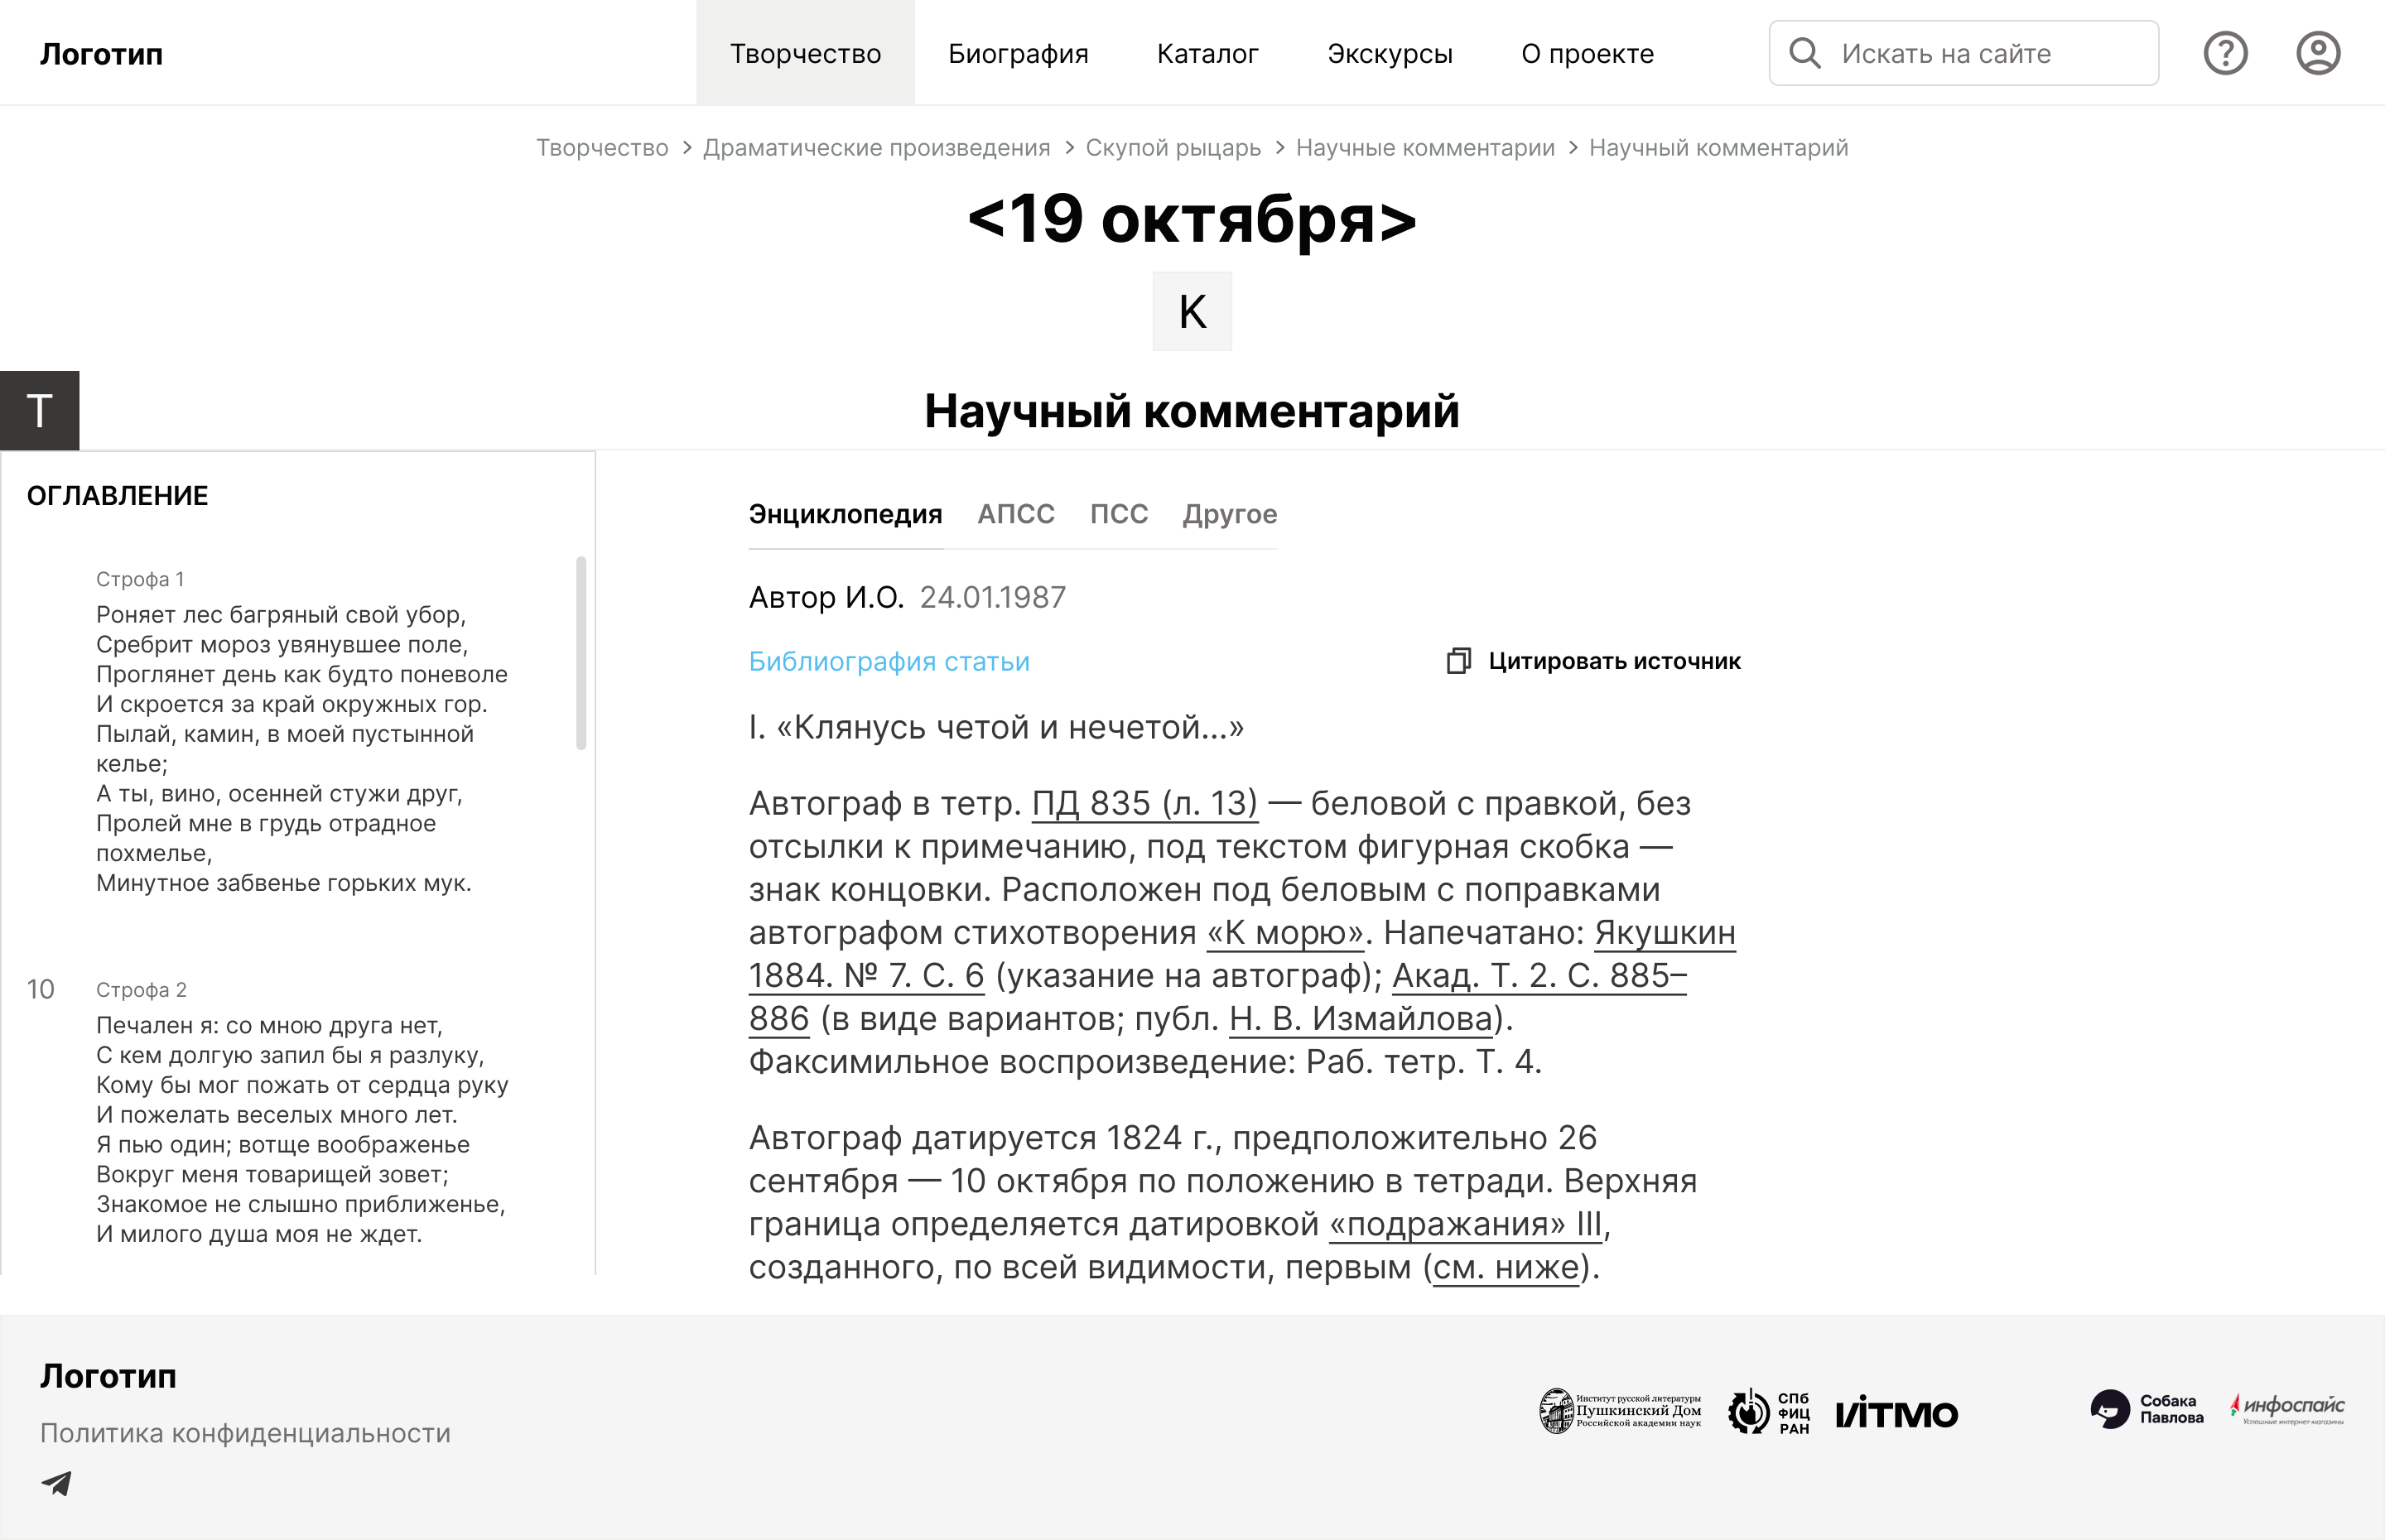 Логотип
Творчество
Биография
Каталог
Экскурсы
О проекте
Искать на сайте
Творчество > Драматические произведения > Скупой рыцарь > Научные комментарии > Научный комментарий
<19 октября>
К
Т
Научный комментарий
ОГЛАВЛЕНИЕ
Строфа 1
Роняет лес багряный свой убор,
Сребрит мороз увянувшее поле,
Проглянет день как будто поневоле
И скроется за край окружных гор.
Пылай, камин, в моей пустынной
келье;
А ты, вино, осенней стужи друг,
Пролей мне в грудь отрадное
похмелье,
Минутное забвенье горьких мук.
10
Строфа 2
Печален я: со мною друга нет,
С кем долгую запил бы я разлуку,
Кому бы мог пожать от сердца руку
И пожелать веселых много лет.
Я пью один; вотще воображенье
Вокруг меня товарищей зовет;
Знакомое не слышно приближенье,
И милого душа моя не ждет.
Энциклопедия
АПСС
ПСС
Другое
Автор И.О. 24.01.1987
Библиография статьи
Цитировать источник
I. «Клянусь четой и нечетой...»
Автограф в тетр. ПД 835 (л. 13) — беловой с правкой, без
отсылки к примечанию, под текстом фигурная скобка —
знак концовки. Расположен под беловым с поправками
автографом стихотворения «К морю». Напечатано: Якушкин
1884. № 7. С. 6 (указание на автограф); Акад. Т. 2. С. 885–
886 (в виде вариантов; публ. Н. В. Измайлова).
Факсимильное воспроизведение: Раб. тетр. Т. 4.
Автограф датируется 1824 г., предположительно 26
сентября — 10 октября по положению в тетради. Верхняя
граница определяется датировкой «подражания» III,
созданного, по всей видимости, первым (см. ниже).
Логотип
Политика конфиденциальности
Институт русской литературы
Пушкинский Дом
Российской академии наук
СПб
ФИЦ
РАН
ИТМО
Собака
Павлова
инфоспайс
Успешные интернет-магазины